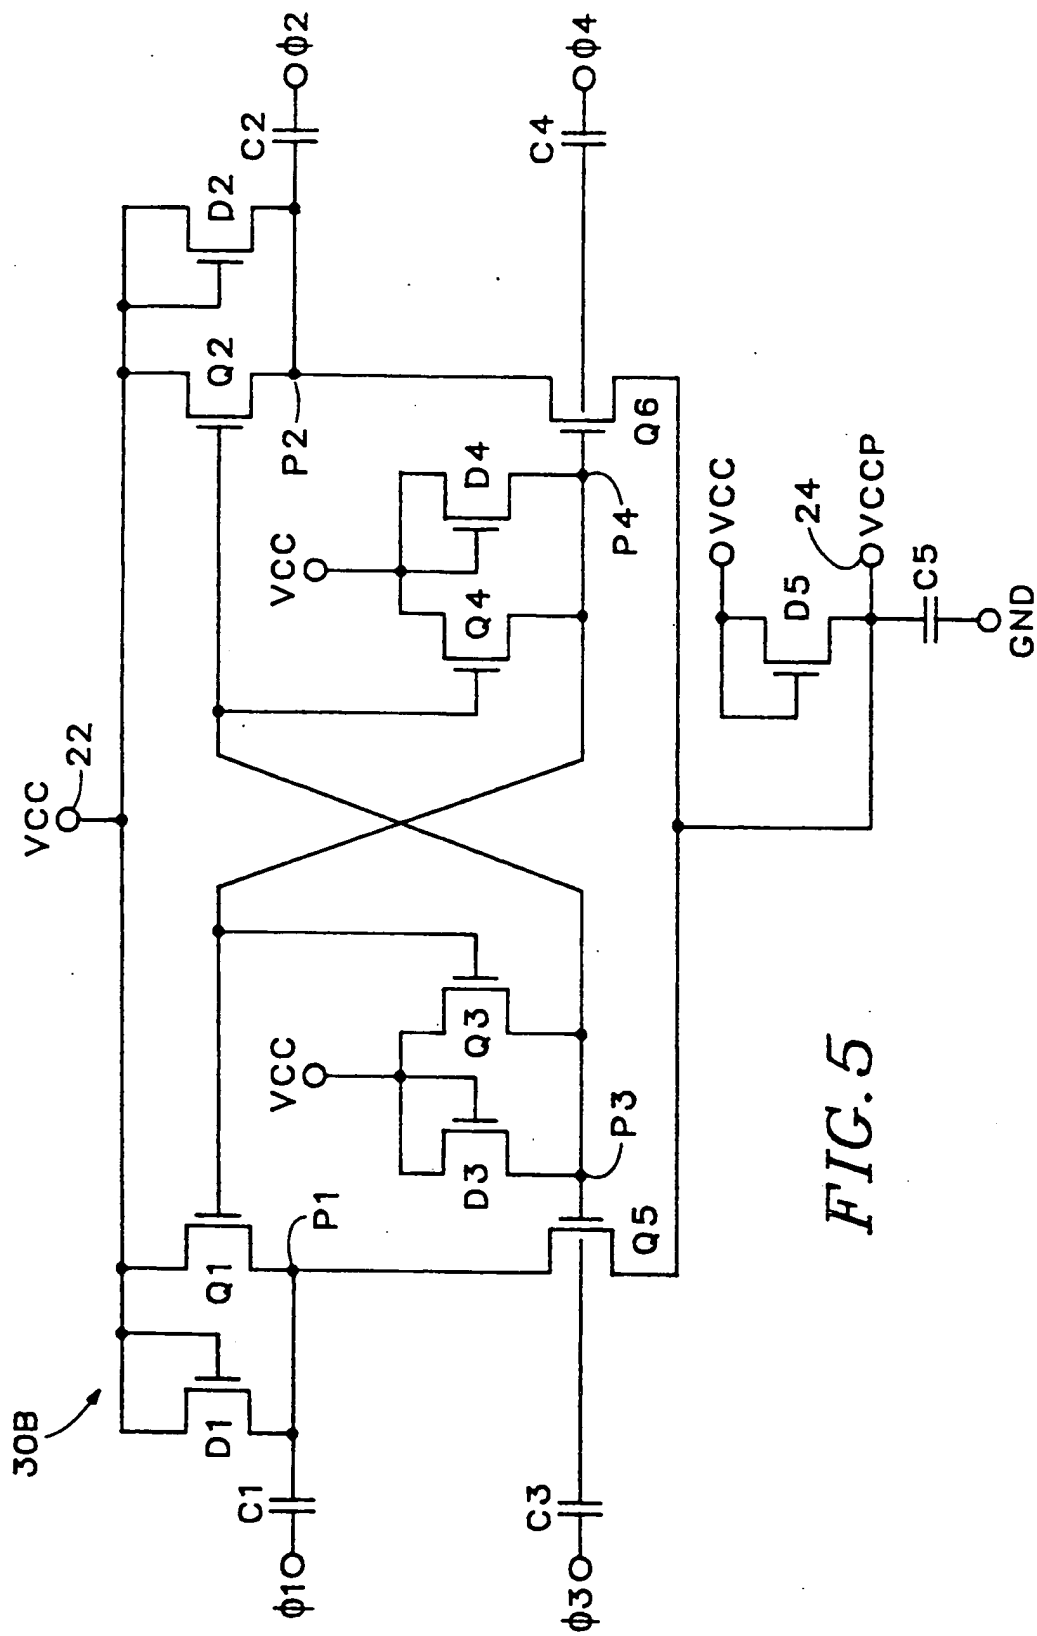 30B
VCC
22
D1
Q1
Q2
D2
C1
ϕ1
P1
P2
C2
ϕ2
VCC
VCC
D3
Q3
Q4
D4
C3
ϕ3
P3
P4
C4
ϕ4
Q5
Q6
VCC
D5
24
VCCP
C5
GND
FIG. 5